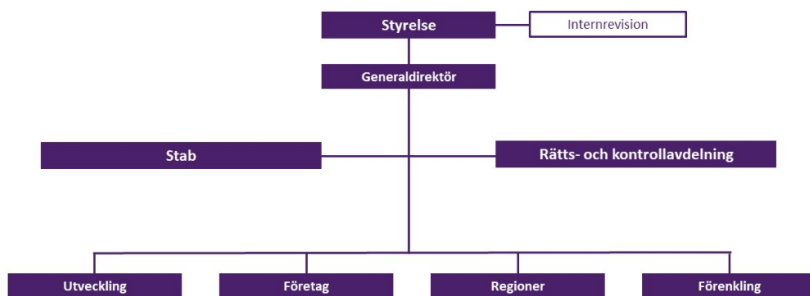 Styrelse
Internrevision
Generaldirektör
Stab
Rätts- och kontrollavdelning
Utveckling
Företag
Regioner
Förenkling